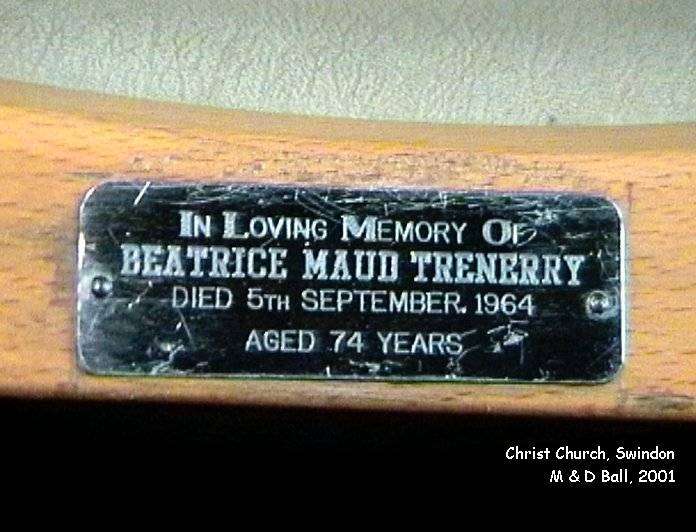 IN LOVING MEMORY OF
BEATRICE MAUD TRENERRY
DIED 5TH SEPTEMBER. 1964
AGED 74 YEARS
Christ Church, Swindon
M & D Ball, 2001